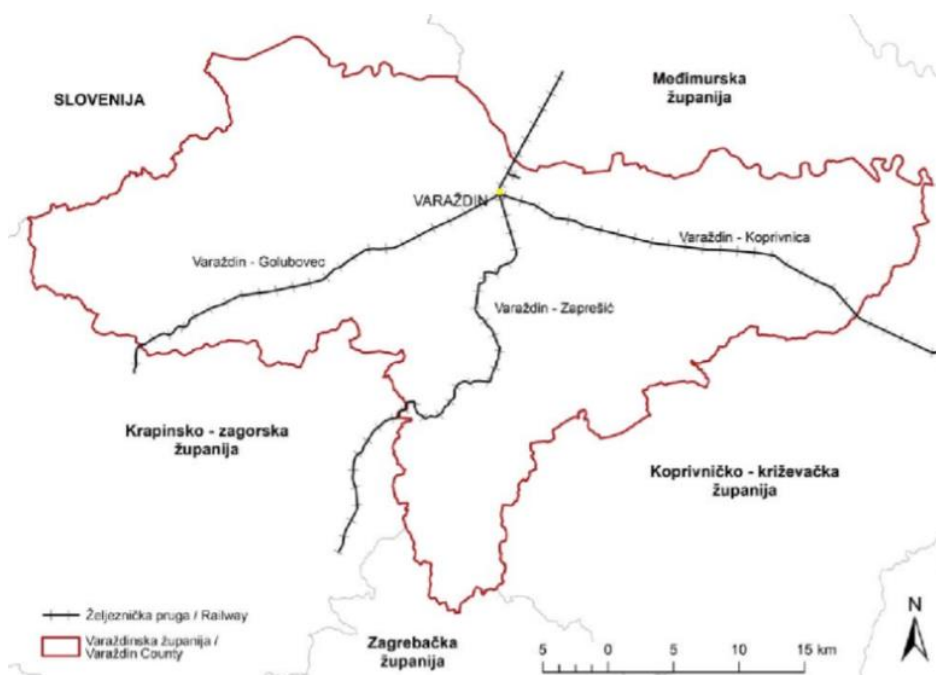 SLOVENIJA
Međimurska
županija
VARAŽDIN
Varaždin - Koprivnica
Varaždin - Golubovec
Varaždin - Zaprešić
Krapinsko - zagorska
županija
Koprivničko - križevačka
županija
Željeznička pruga / Railway
Varaždinska županija /
Varaždin County
Zagrebačka
županija
N
5 0 5 10 15 km